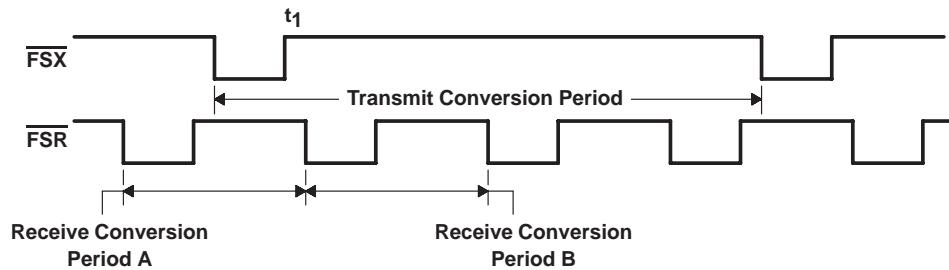 t1
FSX
Transmit Conversion Period
FSR
Receive Conversion
Period A
Receive Conversion
Period B